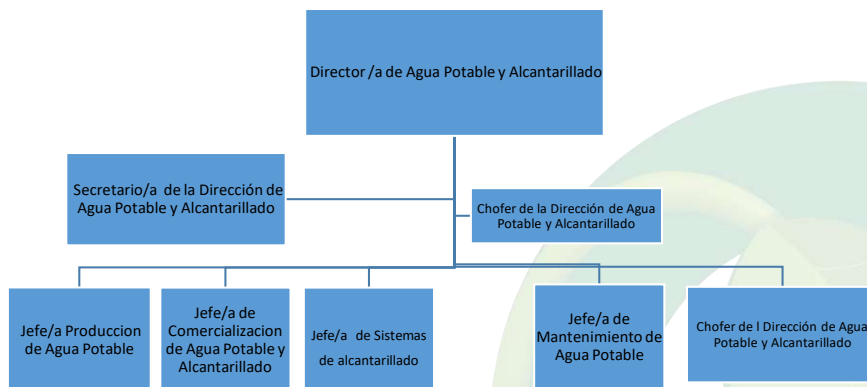 Director /a de Agua Potable y Alcantarillado
Secretario/a de la Dirección de
Agua Potable y Alcantarillado
Chofer de la Dirección de Agua
Potable y Alcantarillado
Jefe/a Produccion
de Agua Potable
Jefe/a de
Comercializacion
de Agua Potable y
Alcantarillado
Jefe/a de Sistemas
de alcantarillado
Jefe/a de
Mantenimiento de
Agua Potable
Chofer de l Dirección de Agua
Potable y Alcantarillado